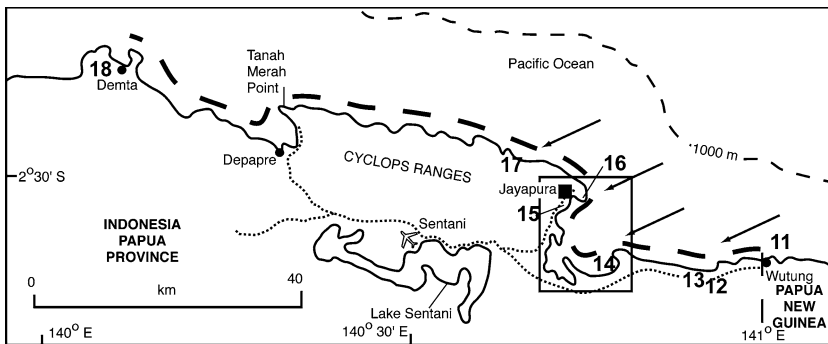 18
Demta
Tanah
Merah
Point
Pacific Ocean
1000 m
Depapre
CYCLOPS RANGES
17
16
Jayapura
15
2° 30' S
INDONESIA
PAPUA
PROVINCE
Sentani
14
11
13 12
Wutung
PAPUA
NEW
GUINEA
0
40
km
Lake Sentani
140° E
140° 30' E
141° E